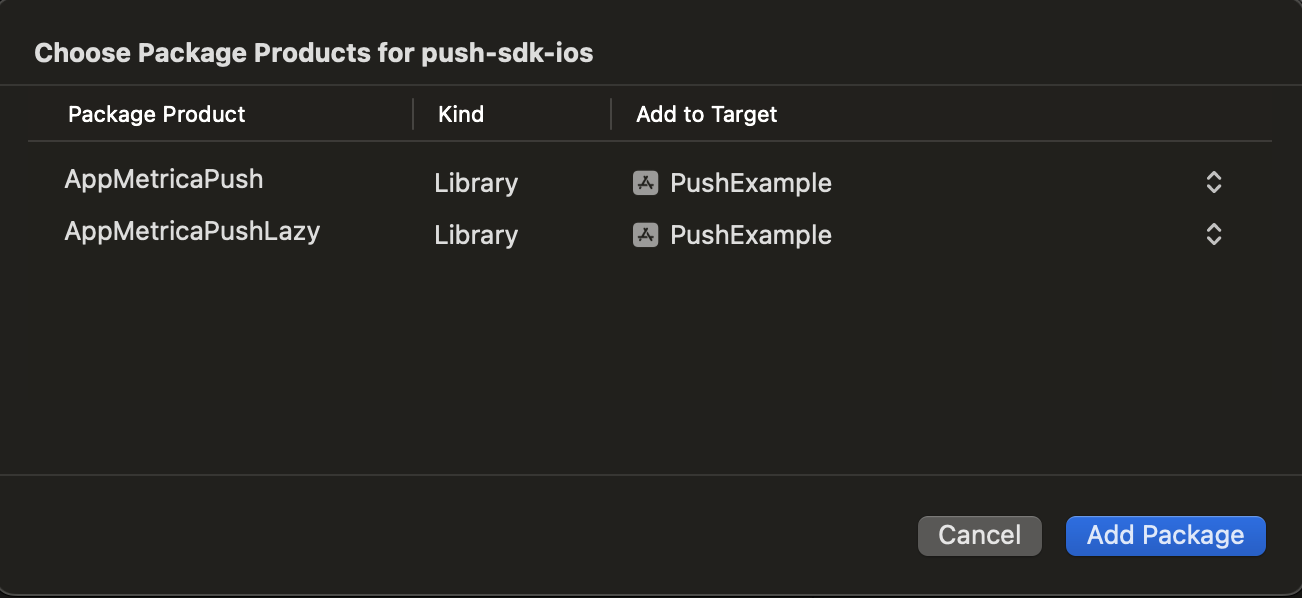 Choose Package Products for push-sdk-ios
Package Product Kind Add to Target
AppMetricaPush Library PushExample
AppMetricaPushLazy Library PushExample
Cancel Add Package